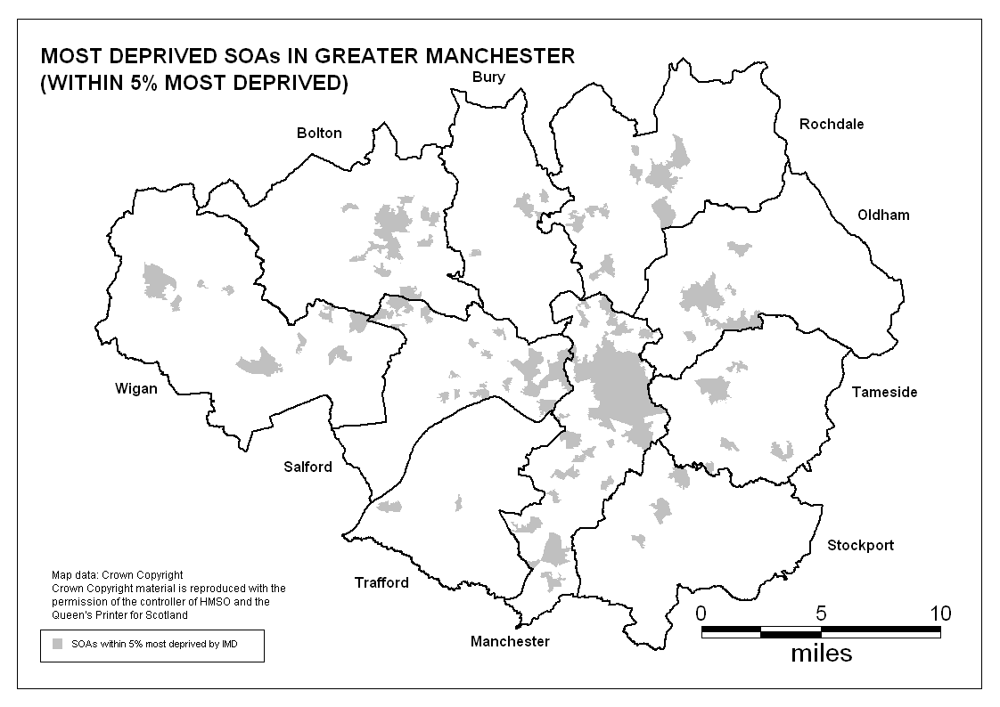 MOST DEPRIVED SOAs IN GREATER MANCHESTER
(WITHIN 5% MOST DEPRIVED)
Bury
Rochdale
Bolton
Oldham
Wigan
Tameside
Salford
Stockport
Trafford
Manchester
Map data: Crown Copyright
Crown Copyright material is reproduced with the
permission of the controller of HMSO and the
Queen's Printer for Scotland
SOAs within 5% most deprived by IMD
0 5 10
miles